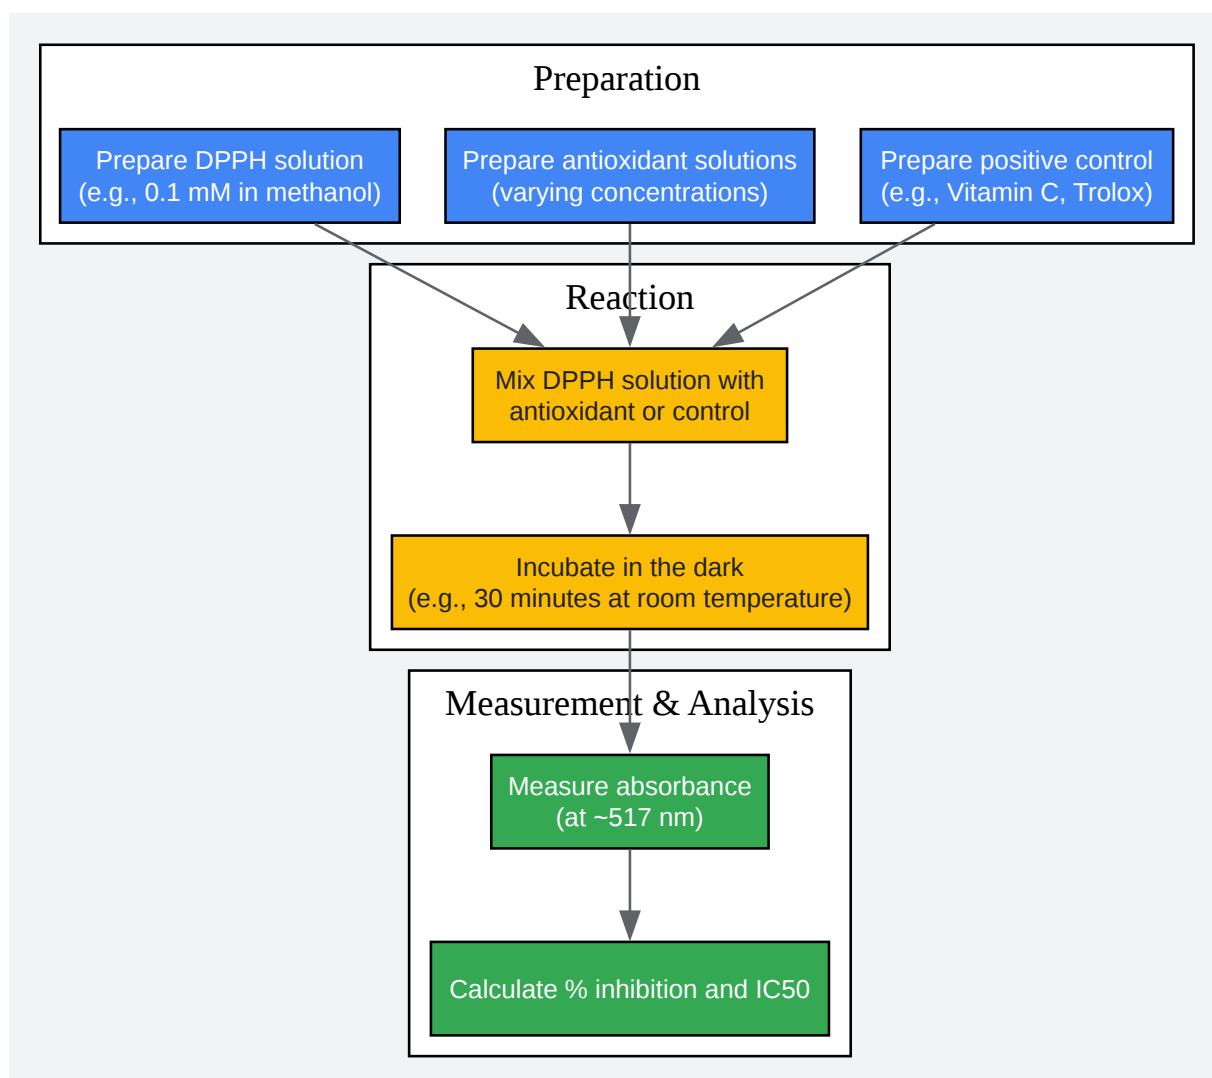 Preparation
Prepare DPPH solution
(e.g., 0.1 mM in methanol)
Prepare antioxidant solutions
(varying concentrations)
Prepare positive control
(e.g., Vitamin C, Trolox)
Reaction
Mix DPPH solution with
antioxidant or control
Incubate in the dark
(e.g., 30 minutes at room temperature)
Measurement & Analysis
Measure absorbance
(at ~517 nm)
Calculate % inhibition and IC50